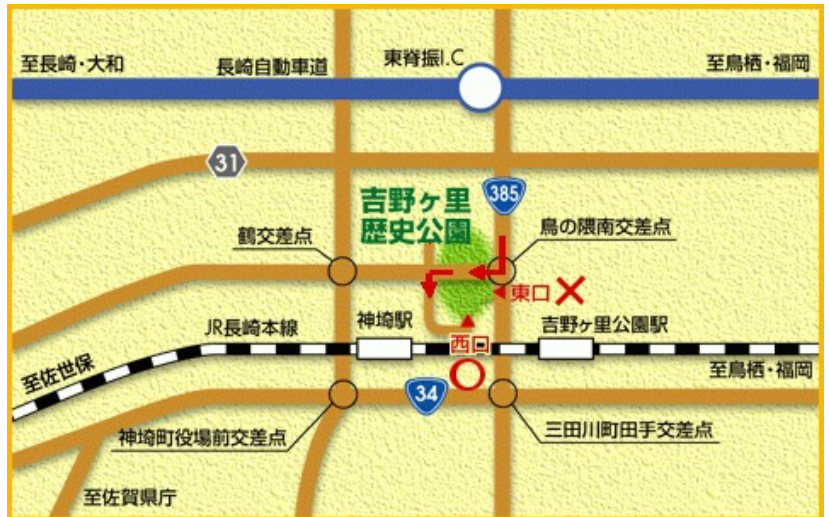 至長崎・大和
長崎自動車道
東脊振I.C
至鳥栖・福岡
31
385
吉野ヶ里
歴史公園
鶴交差点
鳥の隈南交差点
東口
JR長崎本線
神埼駅
吉野ヶ里公園駅
西口
至佐世保
至鳥栖・福岡
34
神埼町役場前交差点
三田川町田手交差点
至佐賀県庁